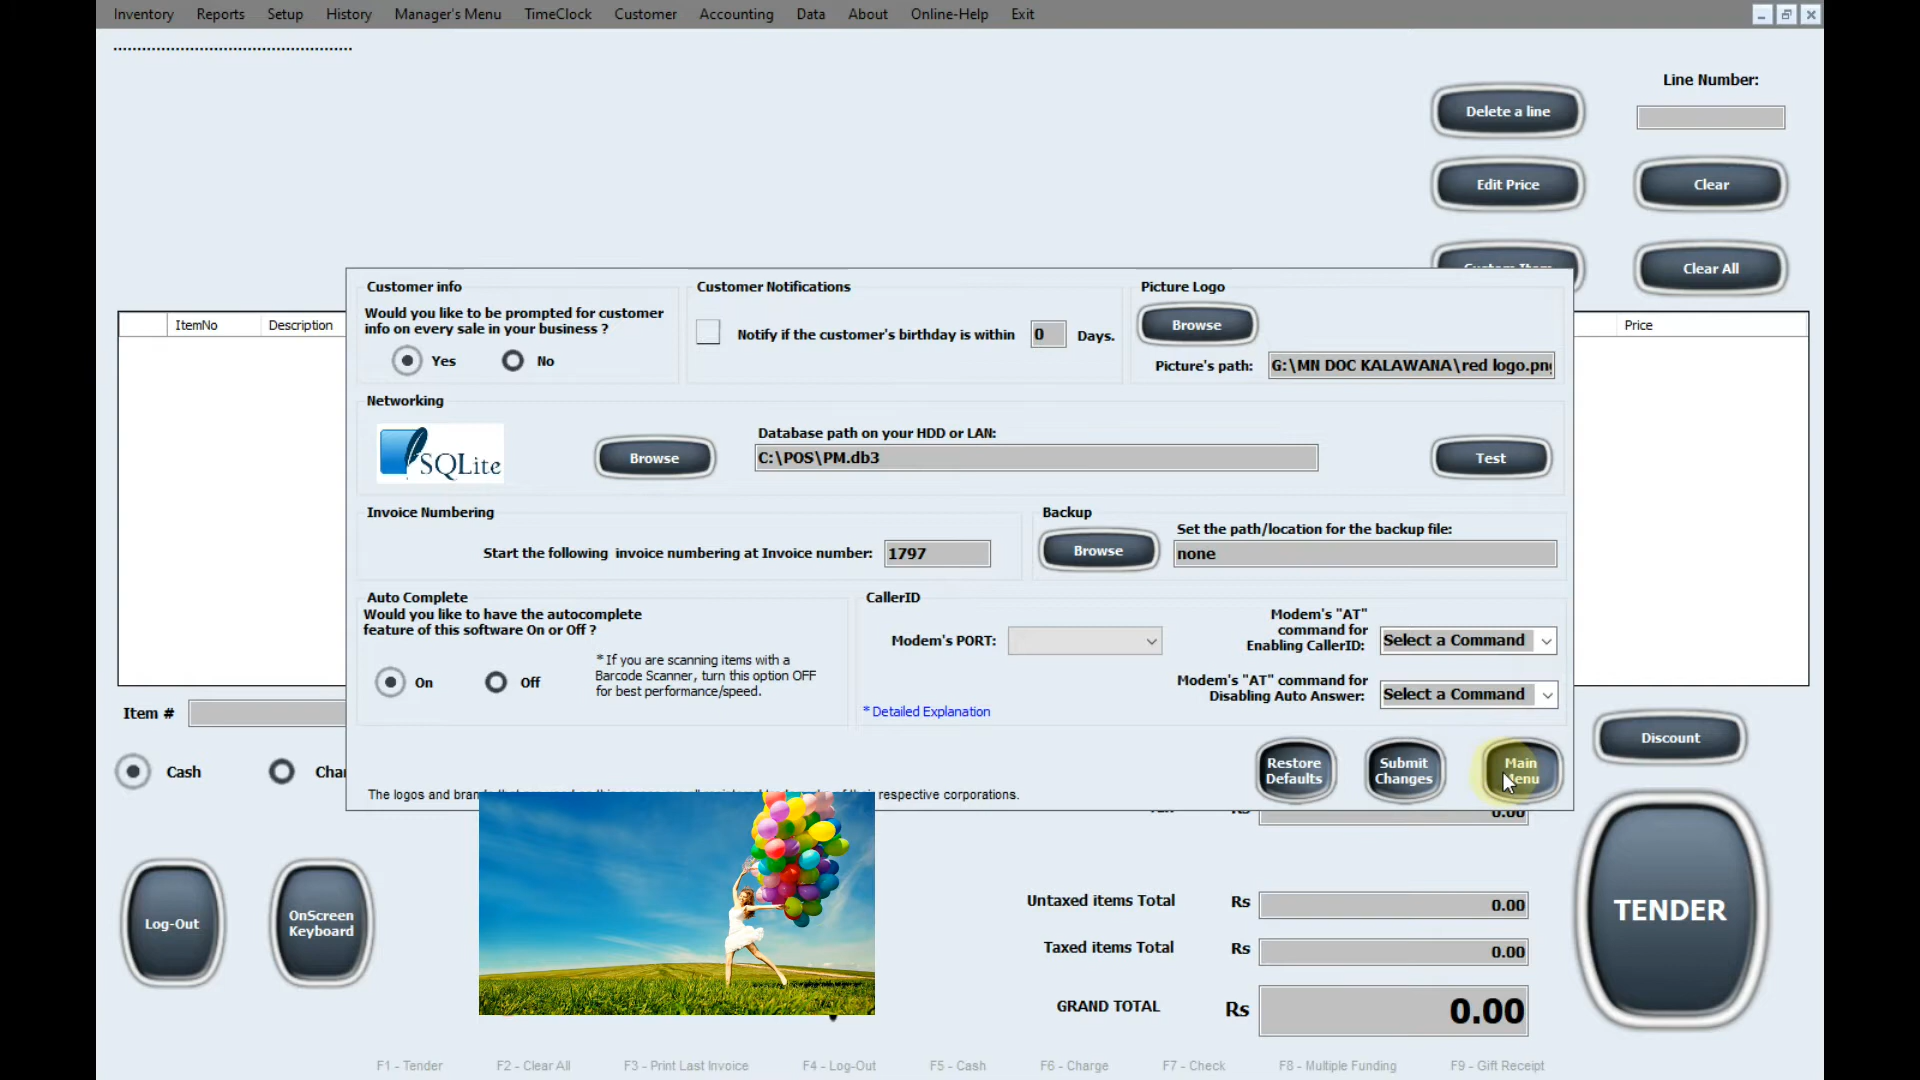 Inventory Reports Setup History Manager's Menu TimeClock Customer Accounting Data About Online-Help Exit
Line Number:
Delete a line
Edit Price
Clear
Clear All
Customer info
Would you like to be prompted for customer
info on every sale in your business ?
Yes No
Customer Notifications
Notify if the customer's birthday is within 0 Days.
Picture Logo
Browse
Picture's path: G:\MN DOC KALAWANA\red logo.png
ItemNo Description
Price
Networking
SQLite
Browse
Database path on your HDD or LAN:
C:\POS\PM.db3
Test
Invoice Numbering
Start the following invoice numbering at Invoice number: 1797
Backup
Browse
Set the path/location for the backup file:
none
Auto Complete
Would you like to have the autocomplete
feature of this software On or Off ?
On Off
* If you are scanning items with a
Barcode Scanner, turn this option OFF
for best performance/speed.
CallerID
Modem's PORT:
Modem's "AT"
command for
Enabling CallerID:
Select a Command
Modem's "AT" command for
Disabling Auto Answer:
Select a Command
* Detailed Explanation
Restore
Defaults
Submit
Changes
Main
Menu
The logos and
respective corporations.
Item #
Cash
Discount
Log-Out
OnScreen
Keyboard
0.00
Untaxed items Total Rs 0.00
Taxed items Total Rs 0.00
GRAND TOTAL Rs 0.00
TENDER
F1 - Tender F2 - Clear All F3 - Print Last Invoice F4 - Log-Out F5 - Cash F6 - Charge F7 - Check F8 - Multiple Funding F9 - Gift Receipt